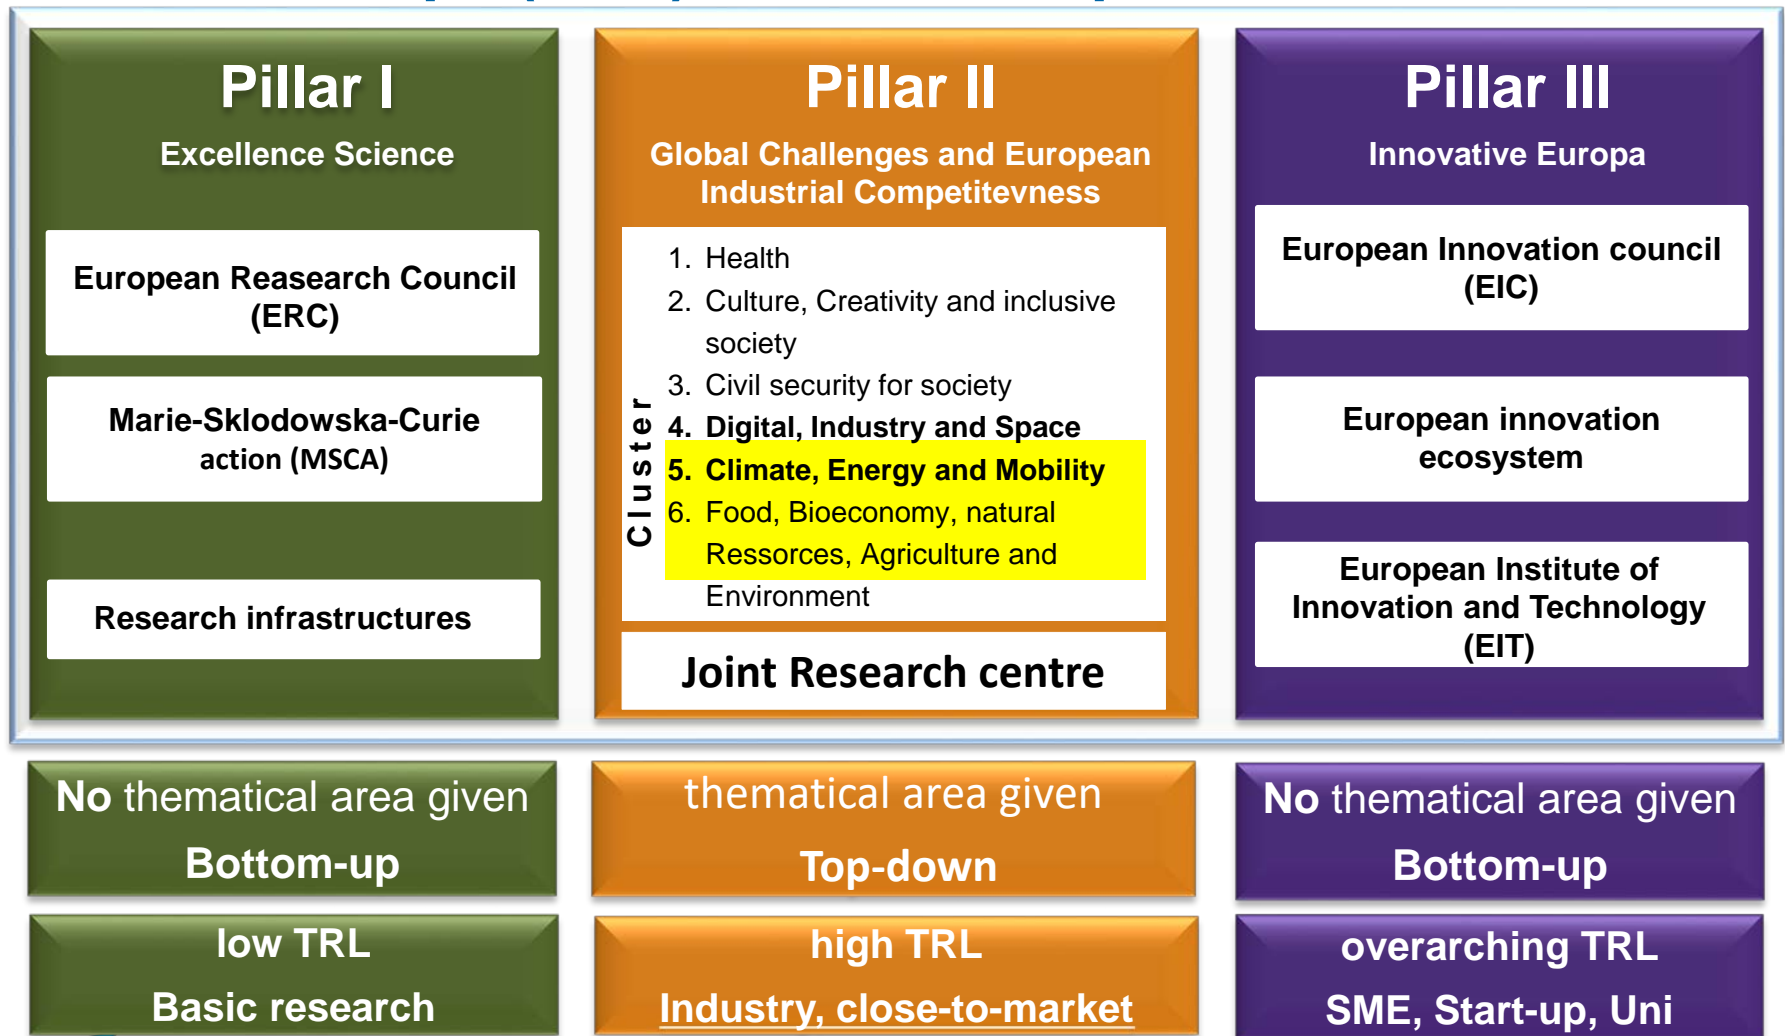 Pillar I
Excellence Science
European Reasearch Council
(ERC)
Marie-Sklodowska-Curie
action (MSCA)
Research infrastructures
Pillar II
Global Challenges and European
Industrial Competitevness
Cluster
1. Health
2. Culture, Creativity and inclusive
society
3. Civil security for society
4. Digital, Industry and Space
5. Climate, Energy and Mobility
6. Food, Bioeconomy, natural
Ressorces, Agriculture and
Environment
Joint Research centre
Pillar III
Innovative Europa
European Innovation council
(EIC)
European innovation
ecosystem
European Institute of
Innovation and Technology
(EIT)
No thematical area given
Bottom-up
thematical area given
Top-down
No thematical area given
Bottom-up
low TRL
Basic research
high TRL
Industry, close-to-market
overarching TRL
SME, Start-up, Uni